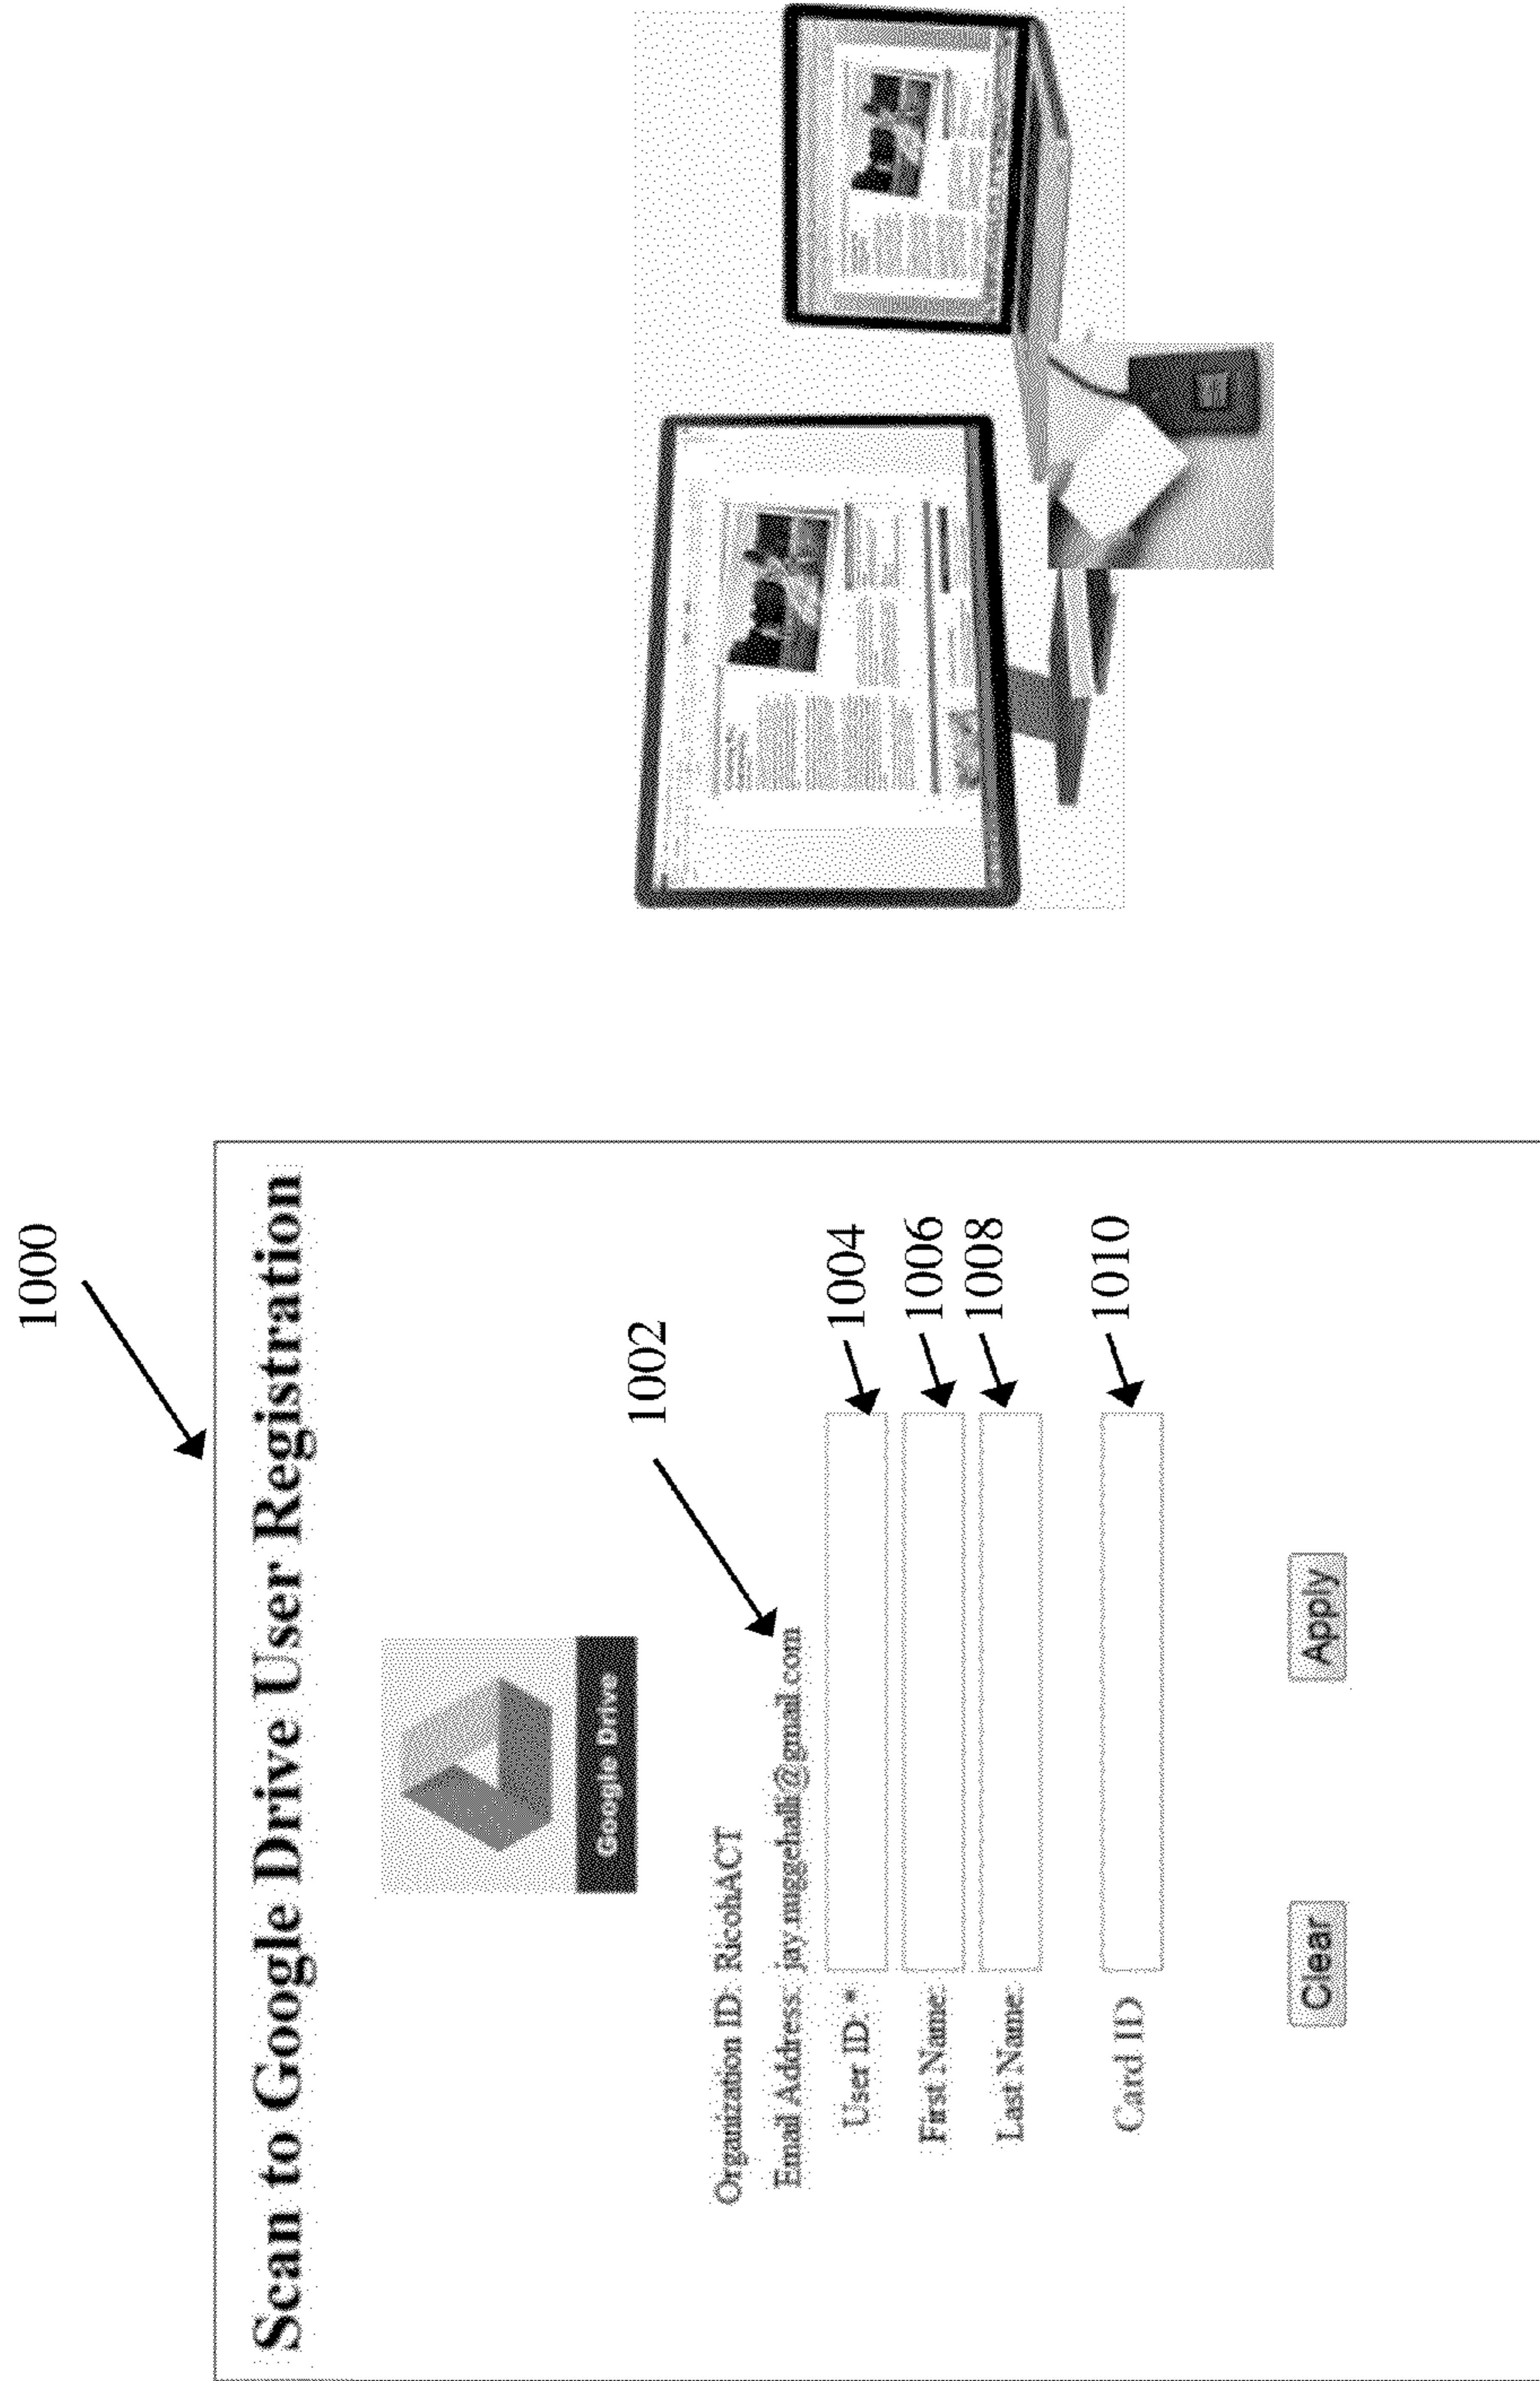 1000
Scan to Google Drive User Registration
Google Drive
1002
Organization ID: RicohACT
Email Address: jay.nuggehalli@gmail.com
User ID: *
1004
First Name:
1006
Last Name:
1008
Card ID
1010
Clear
Apply